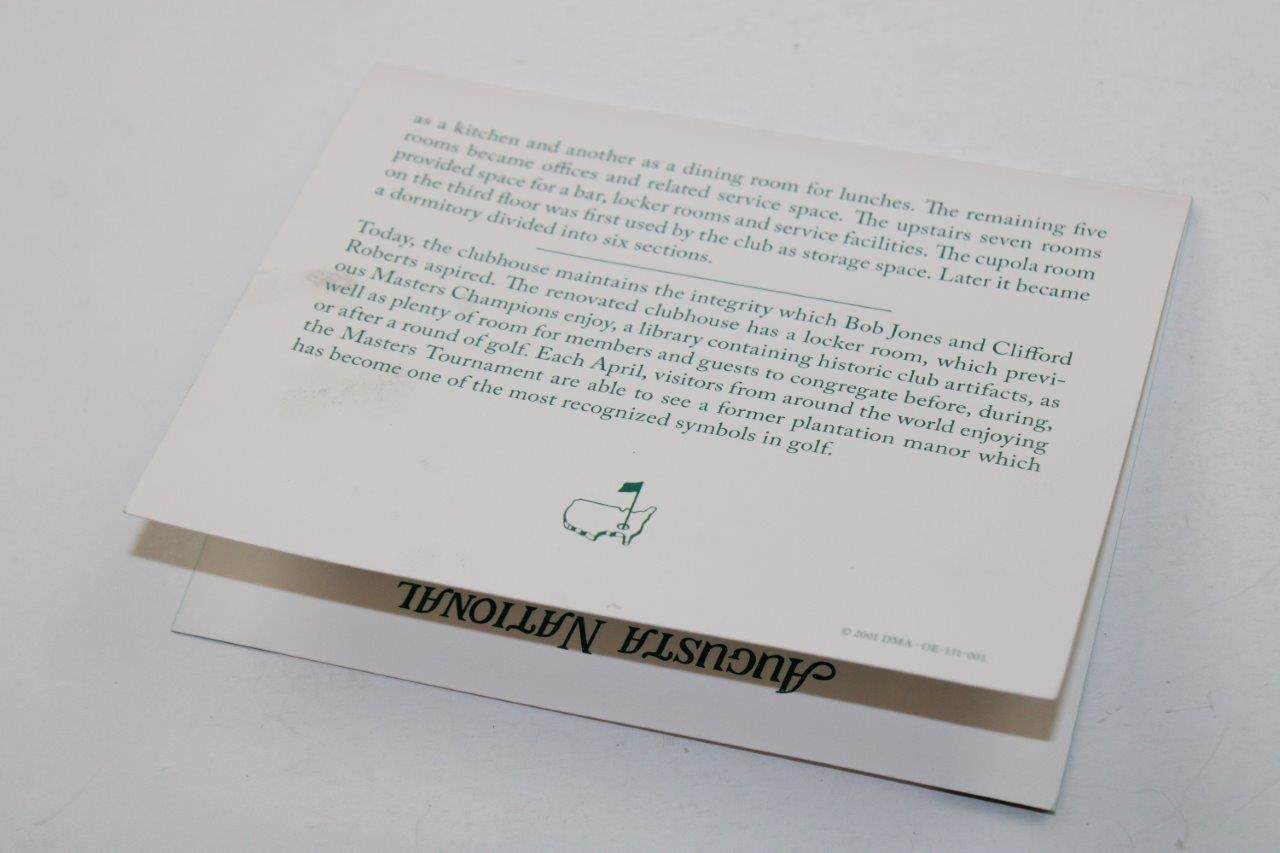 as a kitchen and another as a dining room for lunches. The remaining five
rooms became offices and related service space. The upstairs seven rooms
provided space for a bar, locker rooms and service facilities. The cupola room
on the third floor was first used by the club as storage space. Later it became
a dormitory divided into six sections.
Today, the clubhouse maintains the integrity which Bob Jones and Clifford
Roberts aspired. The renovated clubhouse has a locker room, which previ-
ous Masters Champions enjoy, a library containing historic club artifacts, as
well as plenty of room for members and guests to congregate before, during,
or after a round of golf. Each April, visitors from around the world enjoying
the Masters Tournament are able to see a former plantation manor which
has become one of the most recognized symbols in golf.
© 2001 DMA · OE-131-001
AUGUSTA NATIONAL